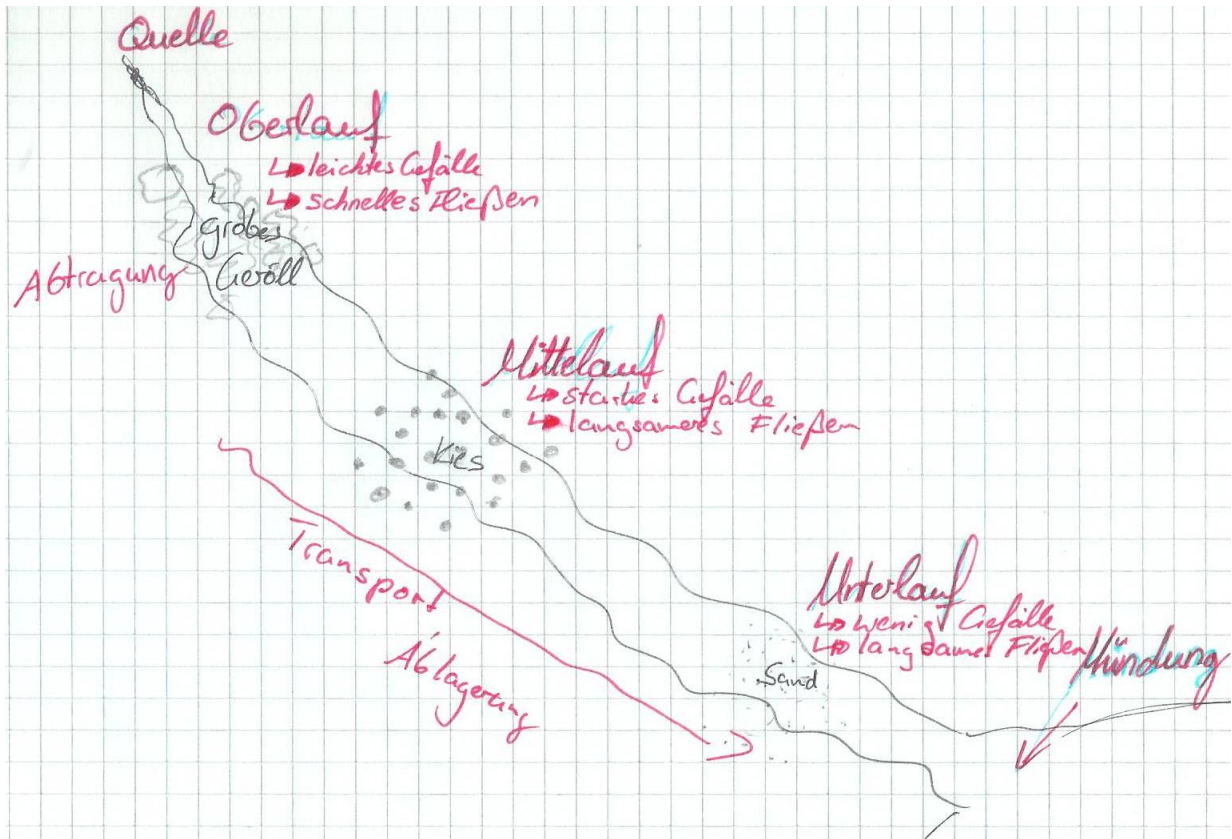 Quelle
Oberlauf
↳ leichtes Gefälle
↳ schnelles Fließen
grobes
Geröll
Abtragung
Mittelauf
↳ starkes Gefälle
↳ langsameres Fließen
Kies
Transport
Ablagerung
Unterlauf
↳ wenig Gefälle
↳ langsames Fließen
Sand
Mündung